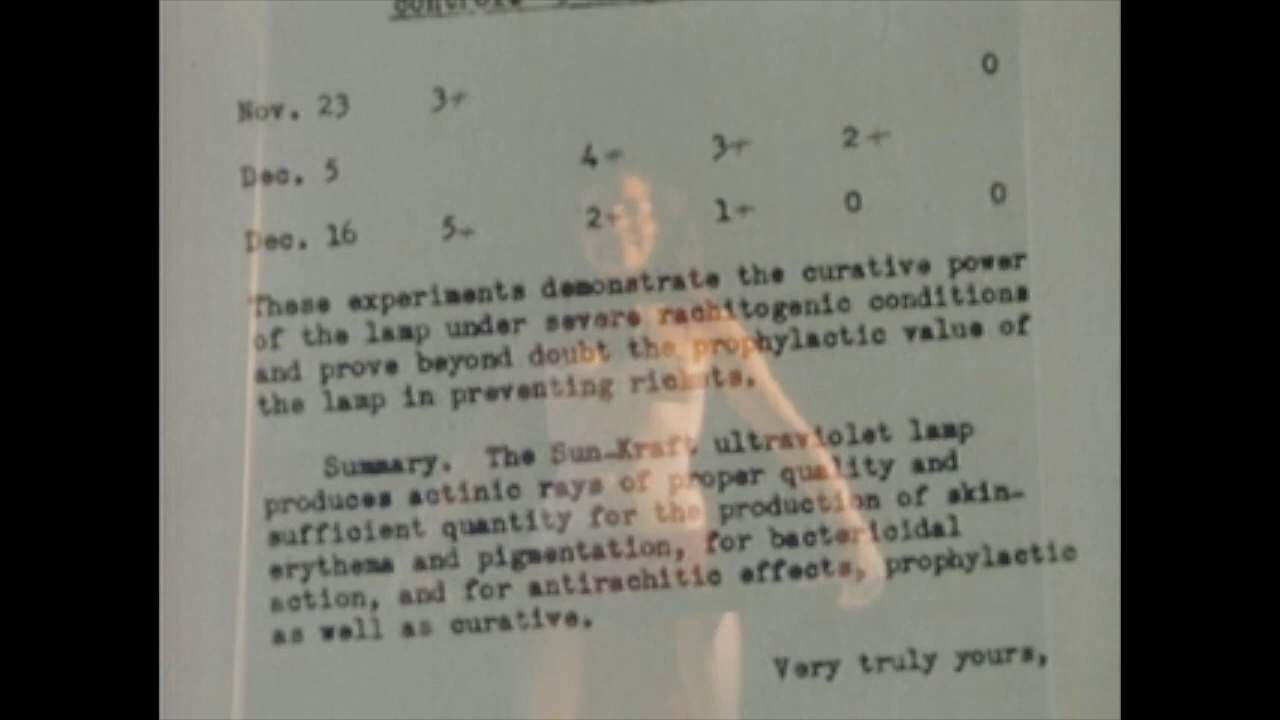 0
Nov. 23 3+
Dec. 5 4+ 3+ 2+
Dec. 16 5+ 2+ 1+ 0 0
These experiments demonstrate the curative power
of the lamp under severe rachitogenic conditions
and prove beyond doubt the prophylactic value of
the lamp in preventing rickets.
Summary. The Sun-Kraft ultraviolet lamp
produces actinic rays of proper quality and
sufficient quantity for the production of skin-
erythema and pigmentation, for bactericidal
action, and for antirachitic effects, prophylactic
as well as curative.
Very truly yours,